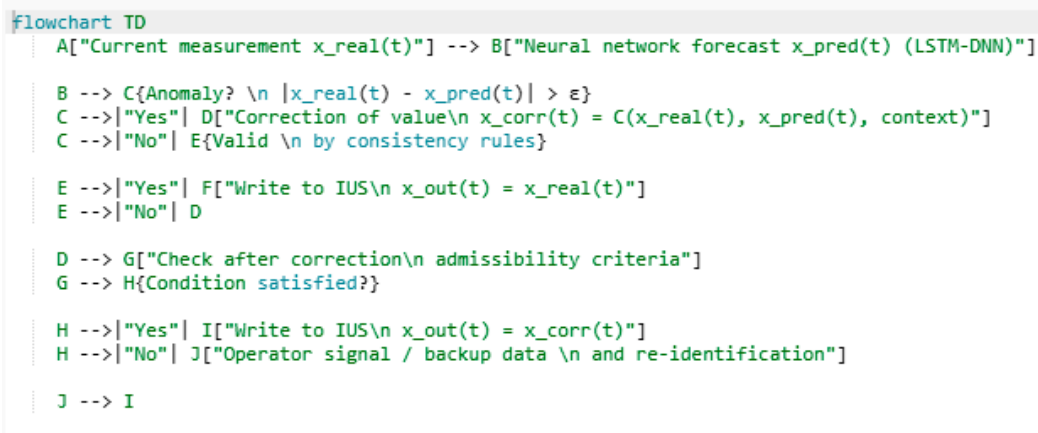 flowchart TD
A["Current measurement x_real(t)"] --> B["Neural network forecast x_pred(t) (LSTM-DNN)"]
B --> C{Anomaly? \n |x_real(t) - x_pred(t)| > ε}
C -->|"Yes"| D["Correction of value\n x_corr(t) = C(x_real(t), x_pred(t), context)"]
C -->|"No"| E{Valid \n by consistency rules}
E -->|"Yes"| F["Write to IUS\n x_out(t) = x_real(t)"]
E -->|"No"| D
D --> G["Check after correction\n admissibility criteria"]
G --> H{Condition satisfied?}
H -->|"Yes"| I["Write to IUS\n x_out(t) = x_corr(t)"]
H -->|"No"| J["Operator signal / backup data \n and re-identification"]
J --> I